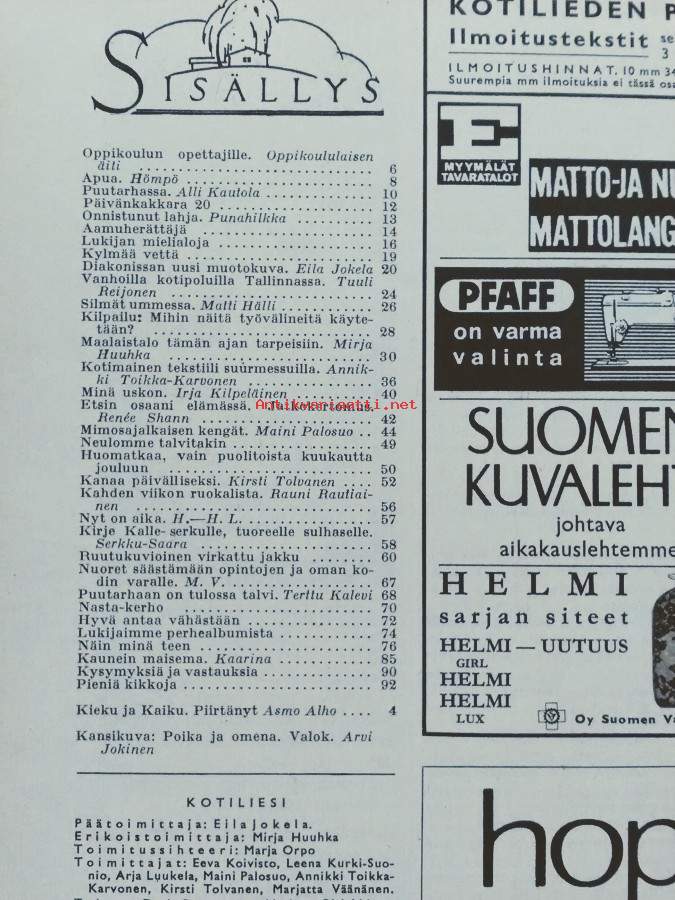 SISÄLLYS
Oppikoulun opettajille. Oppikoululaisen
äiti .......... 6
Apua. Hömpö .......... 8
Puutarhassa. Alli Kautola .......... 10
Päivänkakkara 20 .......... 12
Onnistunut lahja. Punahilkka .......... 13
Aamuherättäjä .......... 14
Lukijan mielialoja .......... 16
Kylmää vettä .......... 19
Diakonissan uusi muotokuva. Eila Jokela 20
Vanhoilla kotipoluilla Tallinnassa. Tuuli
Reijonen .......... 24
Silmät ummessa. Matti Hälli .......... 26
Kilpailu: Mihin näitä työvälineitä käyte-
tään? .......... 28
Maalaistalo tämän ajan tarpeisiin. Mirja
Huuhka .......... 30
Kotimainen tekstiili suurmessuilla. Annik-
ki Toikka-Karvonen .......... 36
Minä uskon. Irja Kilpeläinen .......... 40
Etsin osaani elämässä. Jatkokertomus.
Renée Shann .......... 42
Mimosajalkaisen kengät. Maini Palosuo .. 44
Neulomme talvitakin .......... 49
Huomatkaa, vain puolitoista kuukautta
jouluun .......... 50
Kanaa päivälliseksi. Kirsti Tolvanen .... 52
Kahden viikon ruokalista. Rauni Rautiai-
nen .......... 56
Nyt on aika. H.—H. L. .......... 57
Kirje Kalle-serkulle, tuoreelle sulhaselle.
Serkku-Saara .......... 58
Ruutukuvioinen virkattu jakku .......... 60
Nuoret säästämään opintojen ja oman ko-
din varalle. M. V. .......... 67
Puutarhaan on tulossa talvi. Terttu Kalevi 68
Nasta-kerho .......... 70
Hyvä antaa vähästään .......... 72
Lukijaimme perhealbumista .......... 74
Näin minä teen .......... 76
Kaunein maisema. Kaarina .......... 85
Kysymyksiä ja vastauksia .......... 90
Pieniä kikkoja .......... 92
Kieku ja Kaiku. Piirtänyt Asmo Alho .... 4
Kansikuva: Poika ja omena. Valok. Arvi
Jokinen
KOTILIESI
Päätoimittaja: Eila Jokela.
Erikoistoimittaja: Mirja Huuhka
Toimitussihteeri: Marja Orpo
Toimittajat: Eeva Koivisto, Leena Kurki-Suo-
nio, Arja Luukela, Maini Palosuo, Annikki Toikka-
Karvonen, Kirsti Tolvanen, Marjatta Väänänen.
KOTILIEDEN P
Ilmoitustekstit se
3
ILMOITUSHINNAT, 10 mm 34
Suurempia mm ilmoituksia ei tässä osa
E
MYYMÄLÄT
TAVARATALOT
MATTO-JA NU
MATTOLANG
PFAFF
on varma
valinta
SUOMEN
KUVALEHT
johtava
aikakauslehtemme
HELMI
sarjan siteet
HELMI — UUTUUS
GIRL
HELMI
HELMI
LUX
Oy Suomen Va
hop
Antikvariaatti.net